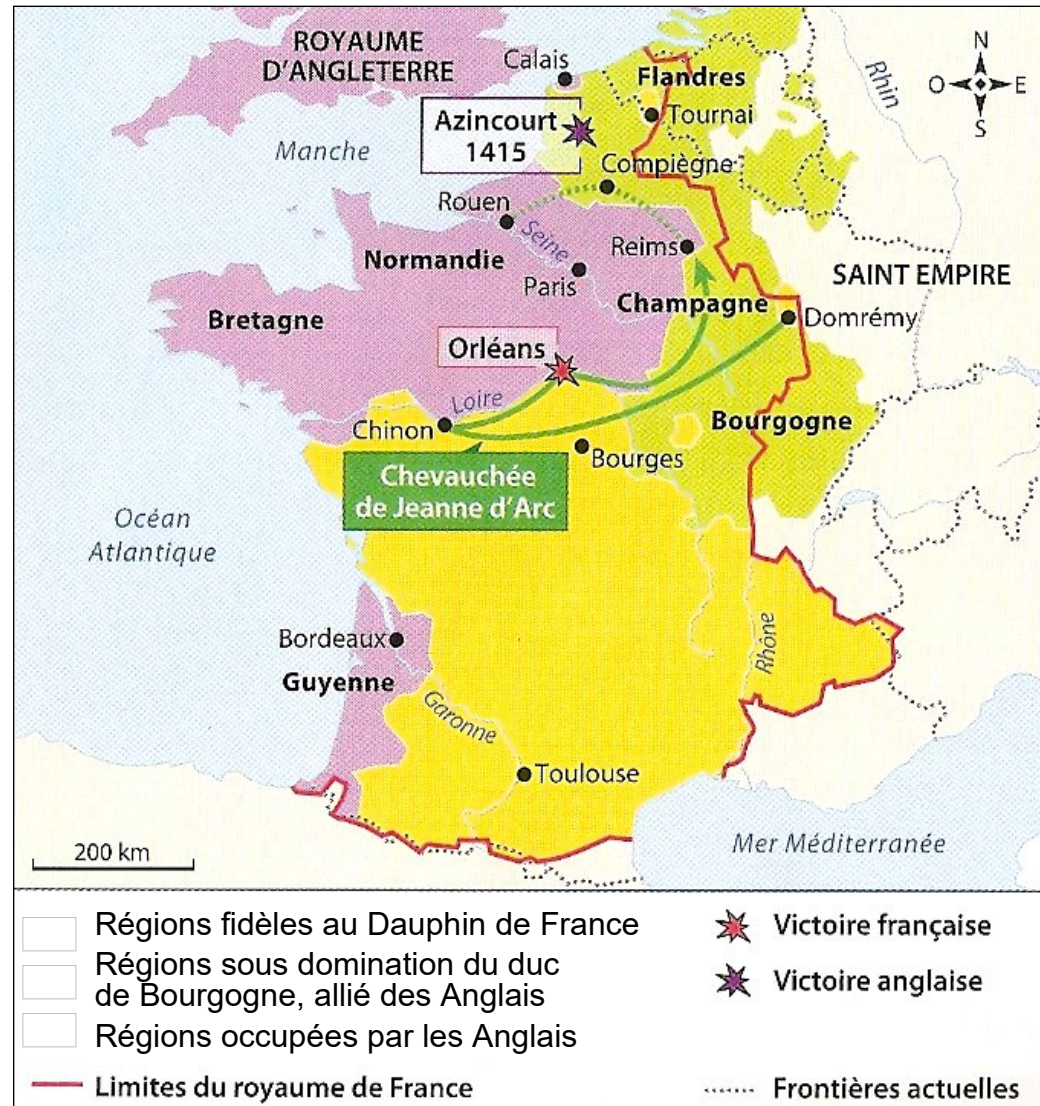 ROYAUME
D'ANGLETERRE
Calais
Flandres
Rhin
N
O
E
S
Azincourt
1415
Tournai
Manche
Compiègne
Rouen
Seine
Reims
Normandie
Paris
SAINT EMPIRE
Champagne
Domrémy
Bretagne
Orléans
Loire
Chinon
Bourgogne
Bourges
Chevauchée
de Jeanne d'Arc
Océan
Atlantique
Bordeaux
Rhône
Guyenne
Garonne
Toulouse
Mer Méditerranée
200 km
Régions fidèles au Dauphin de France
Régions sous domination du duc
de Bourgogne, allié des Anglais
Régions occupées par les Anglais
Victoire française
Victoire anglaise
Limites du royaume de France
Frontières actuelles